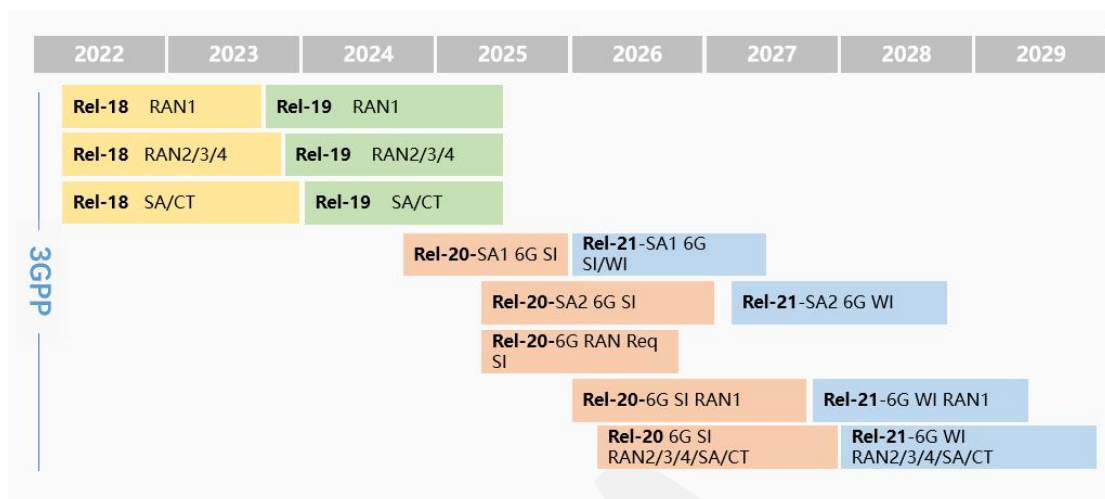 2022 2023 2024 2025 2026 2027 2028 2029
Rel-18 RAN1 Rel-19 RAN1
Rel-18 RAN2/3/4 Rel-19 RAN2/3/4
Rel-18 SA/CT Rel-19 SA/CT
3GPP
Rel-20-SA1 6G SI
Rel-21-SA1 6G
SI/WI
Rel-20-SA2 6G SI Rel-21-SA2 6G WI
Rel-20-6G RAN Req
SI
Rel-20-6G SI RAN1 Rel-21-6G WI RAN1
Rel-20 6G SI
RAN2/3/4/SA/CT
Rel-21-6G WI
RAN2/3/4/SA/CT